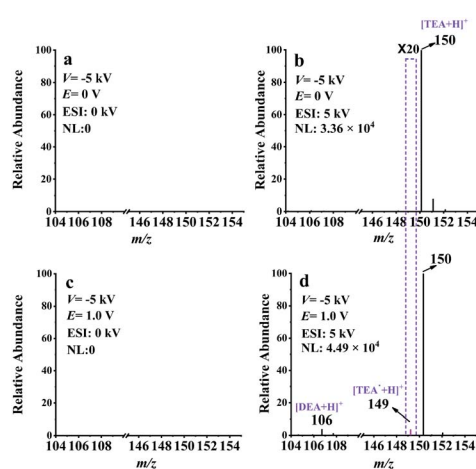 a
V= -5 kV
E= 0 V
ESI: 0 kV
NL:0
Relative Abundance
100
80
60
40
20
0
104 106 108 146 148 150 152 154
m/z
b
V= -5 kV
E= 0 V
ESI: 5 kV
NL: 3.36 × 10⁴
X20
[TEA+H]⁺
150
Relative Abundance
100
80
60
40
20
0
104 106 108 146 148 150 152 154
m/z
c
V= -5 kV
E= 1.0 V
ESI: 0 kV
NL:0
Relative Abundance
100
80
60
40
20
0
104 106 108 146 148 150 152 154
m/z
d
V= -5 kV
E= 1.0 V
ESI: 5 kV
NL: 4.49 × 10⁴
150
[TEA˙+H]⁺
149
[DEA+H]⁺
106
Relative Abundance
100
80
60
40
20
0
104 106 108 146 148 150 152 154
m/z